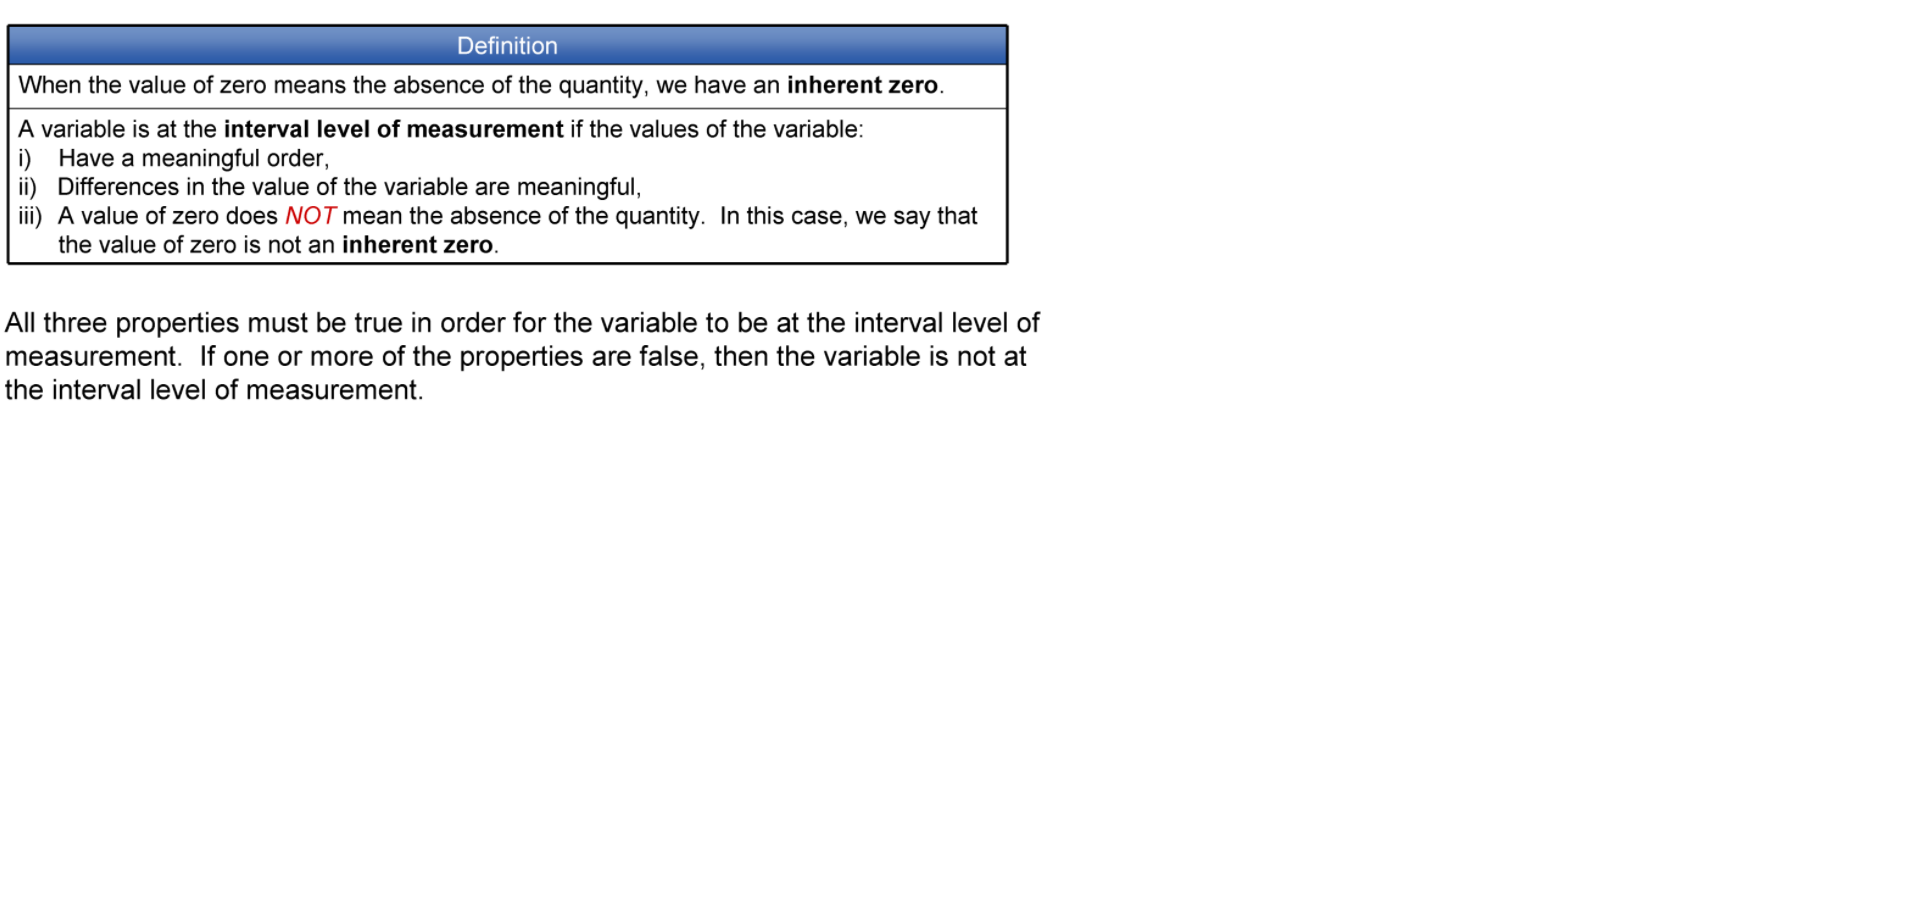 Definition
When the value of zero means the absence of the quantity, we have an inherent zero.
A variable is at the interval level of measurement if the values of the variable:
i) Have a meaningful order,
ii) Differences in the value of the variable are meaningful,
iii) A value of zero does NOT mean the absence of the quantity. In this case, we say that
the value of zero is not an inherent zero.
All three properties must be true in order for the variable to be at the interval level of
measurement. If one or more of the properties are false, then the variable is not at
the interval level of measurement.